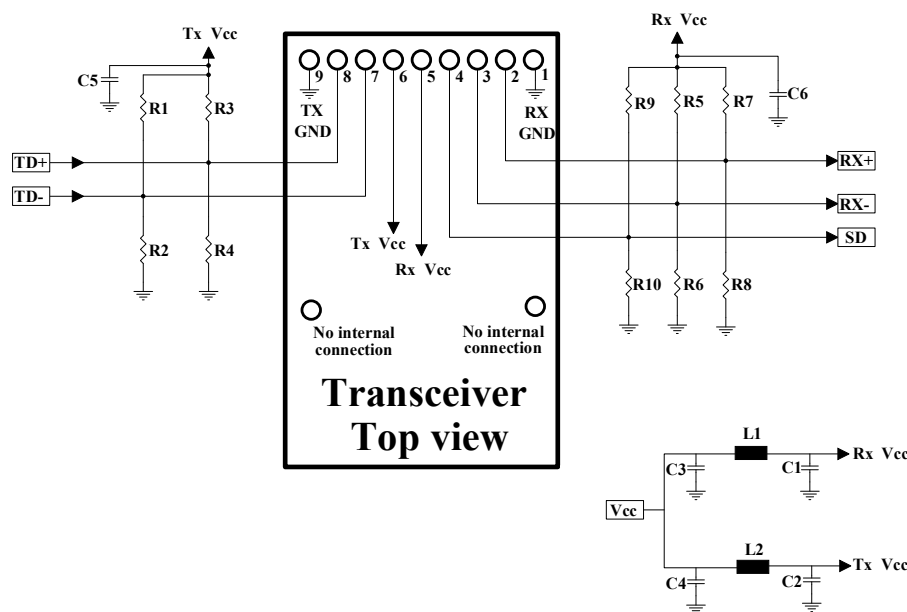 Tx Vcc
C5
R1
R3
TD+
TD-
R2
R4
9
8
7
6
5
4
3
2
1
TX
GND
RX
GND
Tx Vcc
Rx Vcc
No internal
connection
No internal
connection
Transceiver
Top view
Rx Vcc
R9
R5
R7
C6
RX+
RX-
SD
R10
R6
R8
L1
C3
C1
Rx Vcc
Vcc
L2
C4
C2
Tx Vcc